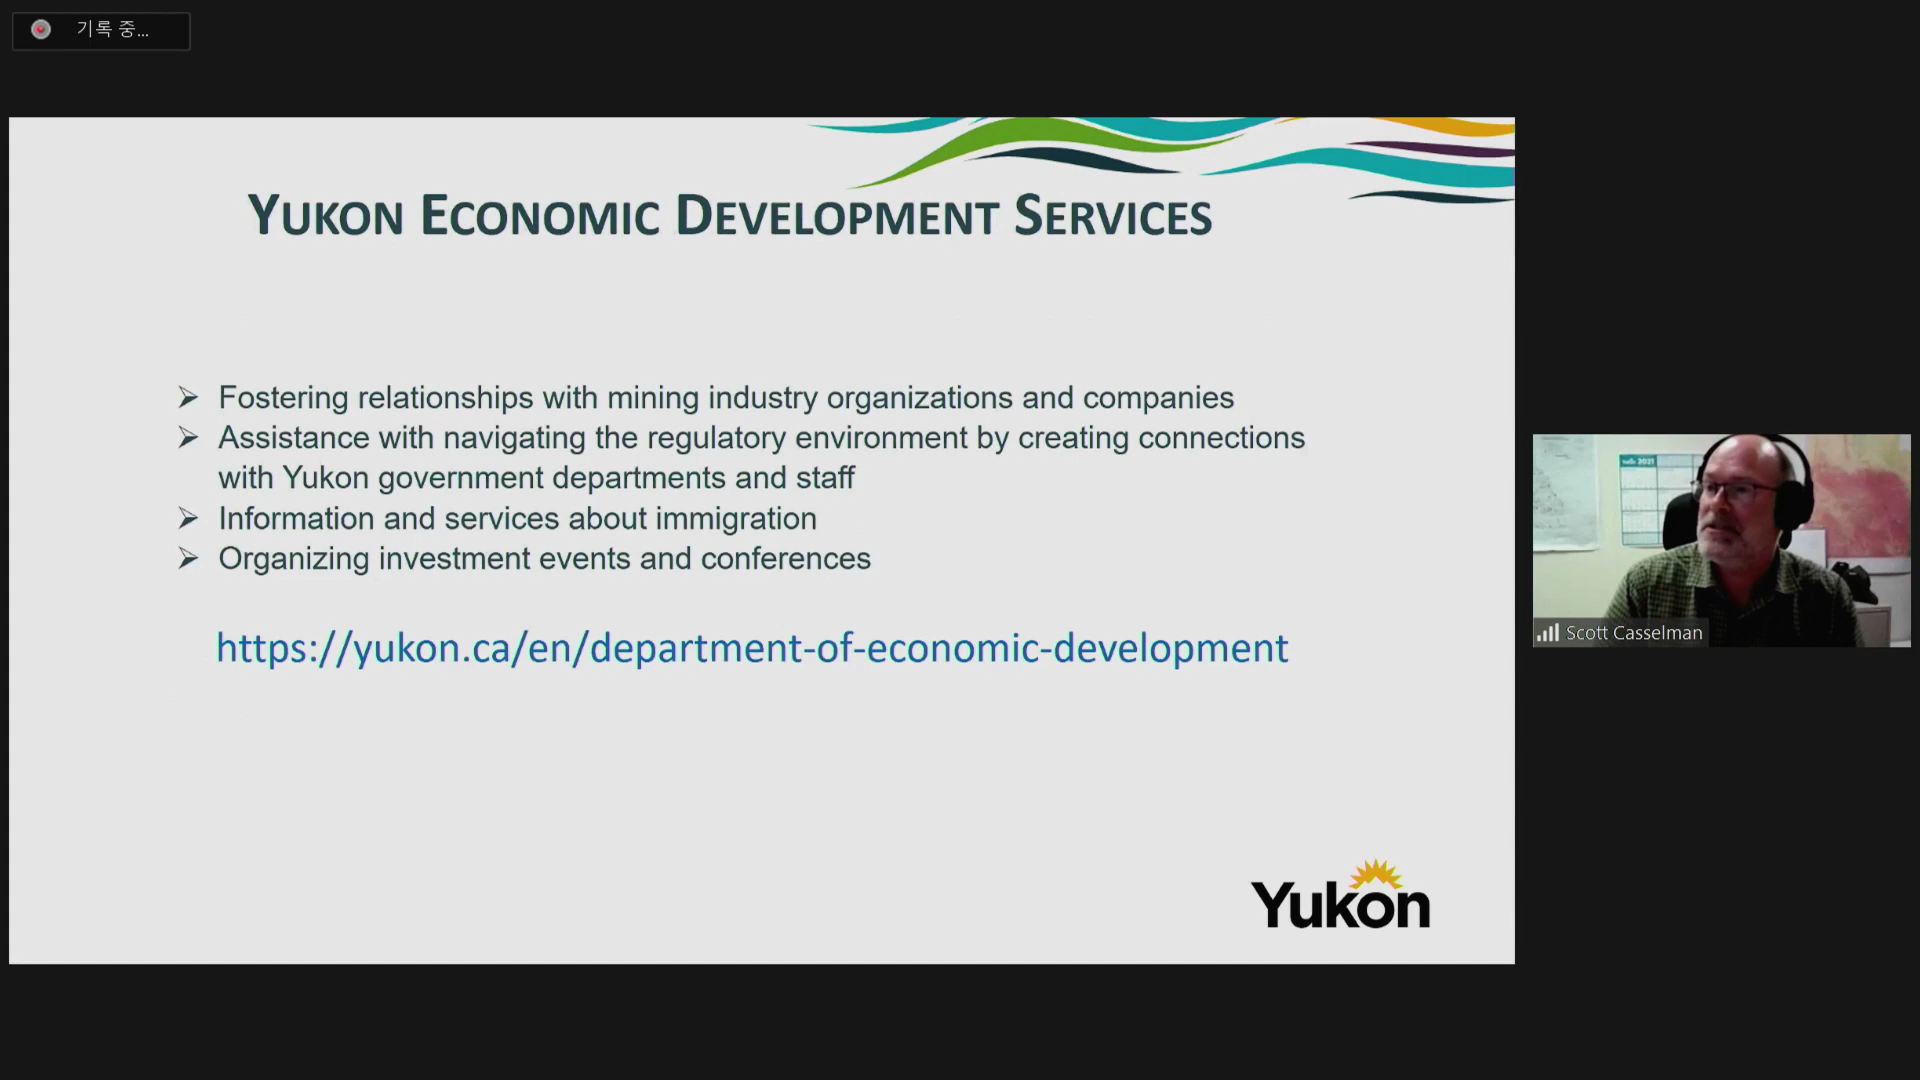 기록 중...
YUKON ECONOMIC DEVELOPMENT SERVICES
➢ Fostering relationships with mining industry organizations and companies
➢ Assistance with navigating the regulatory environment by creating connections
with Yukon government departments and staff
➢ Information and services about immigration
➢ Organizing investment events and conferences
https://yukon.ca/en/department-of-economic-development
2021
Scott Casselman
Yukon